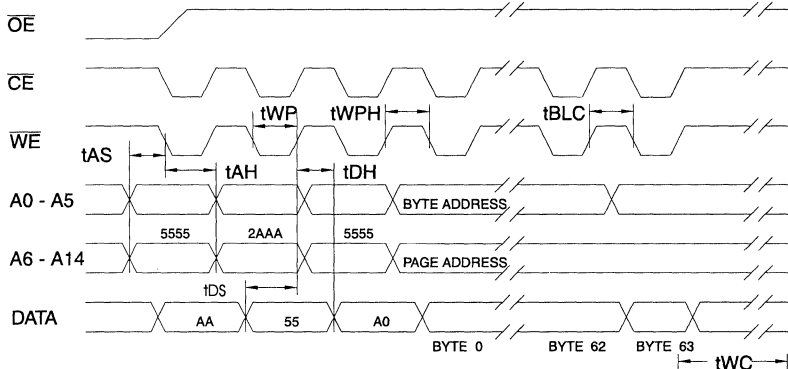 OE
CE
tWP tWPH tBLC
WE
tAS
tAH tDH
A0 - A5 BYTE ADDRESS
5555 2AAA 5555
A6 - A14 PAGE ADDRESS
tDS
DATA AA 55 A0
BYTE 0 BYTE 62 BYTE 63
tWC